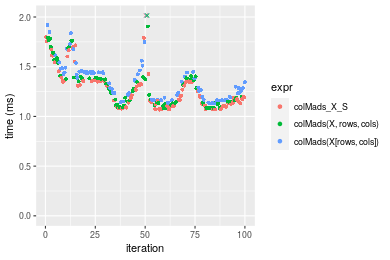 2.0
1.5
1.0
0.5
0.0
time (ms)
0
25
50
75
100
iteration
expr
colMads_X_S
colMads(X, rows, cols)
colMads(X[rows, cols])